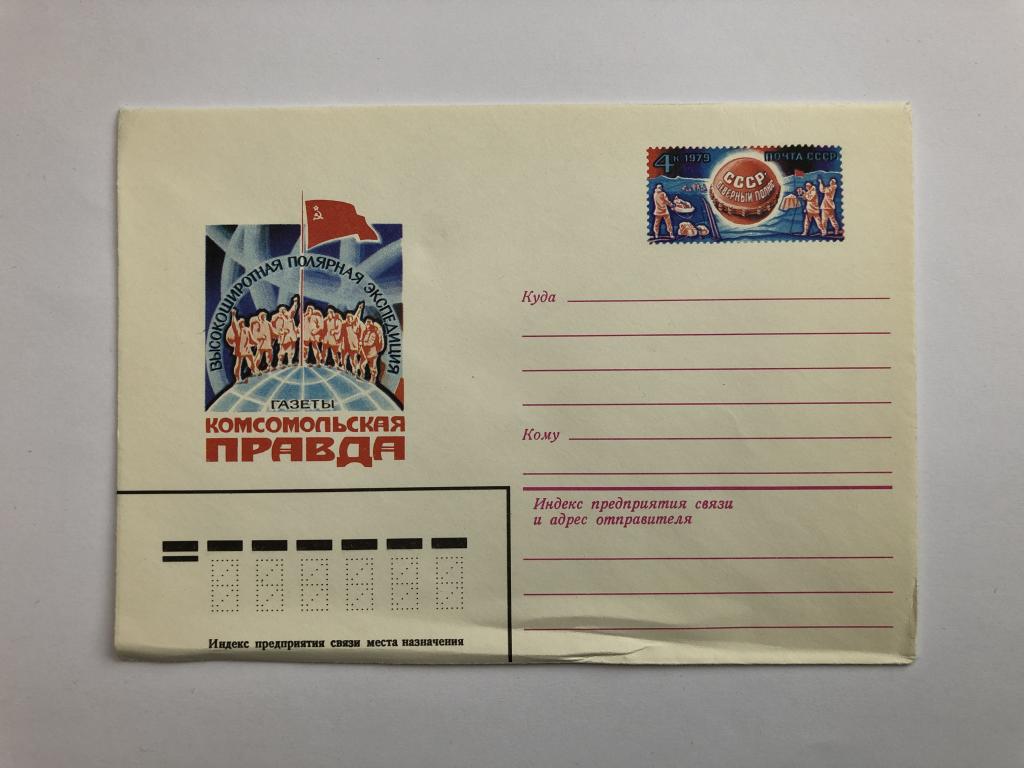 4 к 1979 ПОЧТА СССР
СССР·
СЕВЕРНЫЙ ПОЛЮС
ВЫСОКОШИРОТНАЯ ПОЛЯРНАЯ ЭКСПЕДИЦИЯ
ГАЗЕТЫ
КОМСОМОЛЬСКАЯ
ПРАВДА
Куда
Кому
Индекс предприятия связи
и адрес отправителя
Индекс предприятия связи места назначения